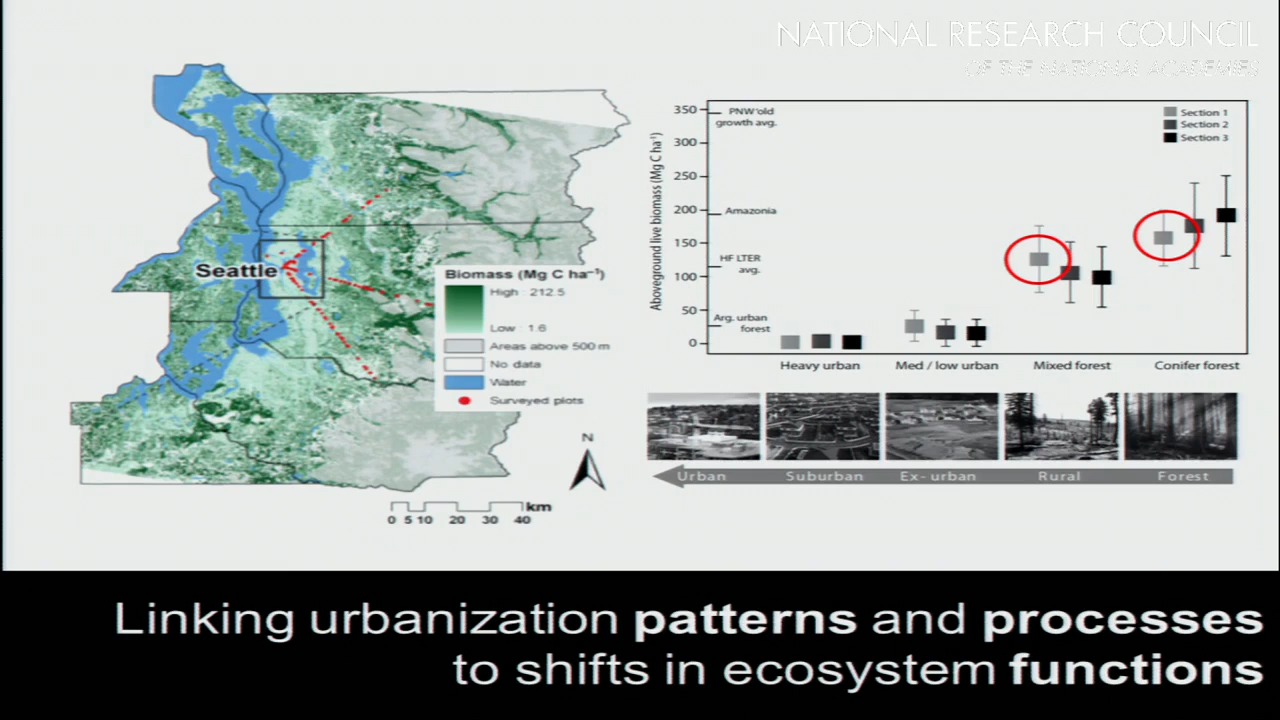 NATIONAL RESEARCH COUNCIL
OF THE NATIONAL ACADEMIES
Seattle
Biomass (Mg C ha⁻¹)
High : 212.5
Low : 1.6
Areas above 500 m
No data
Water
Surveyed plots
N
km
0 5 10 20 30 40
Aboveground live biomass (Mg C ha⁻¹)
350
300
250
200
150
100
50
0
PNW old
growth avg.
Amazonia
HF LTER
avg.
Arg. urban
forest
Section 1
Section 2
Section 3
Heavy urban Med / low urban Mixed forest Conifer forest
Urban Suburban Ex- urban Rural Forest
Linking urbanization patterns and processes
to shifts in ecosystem functions